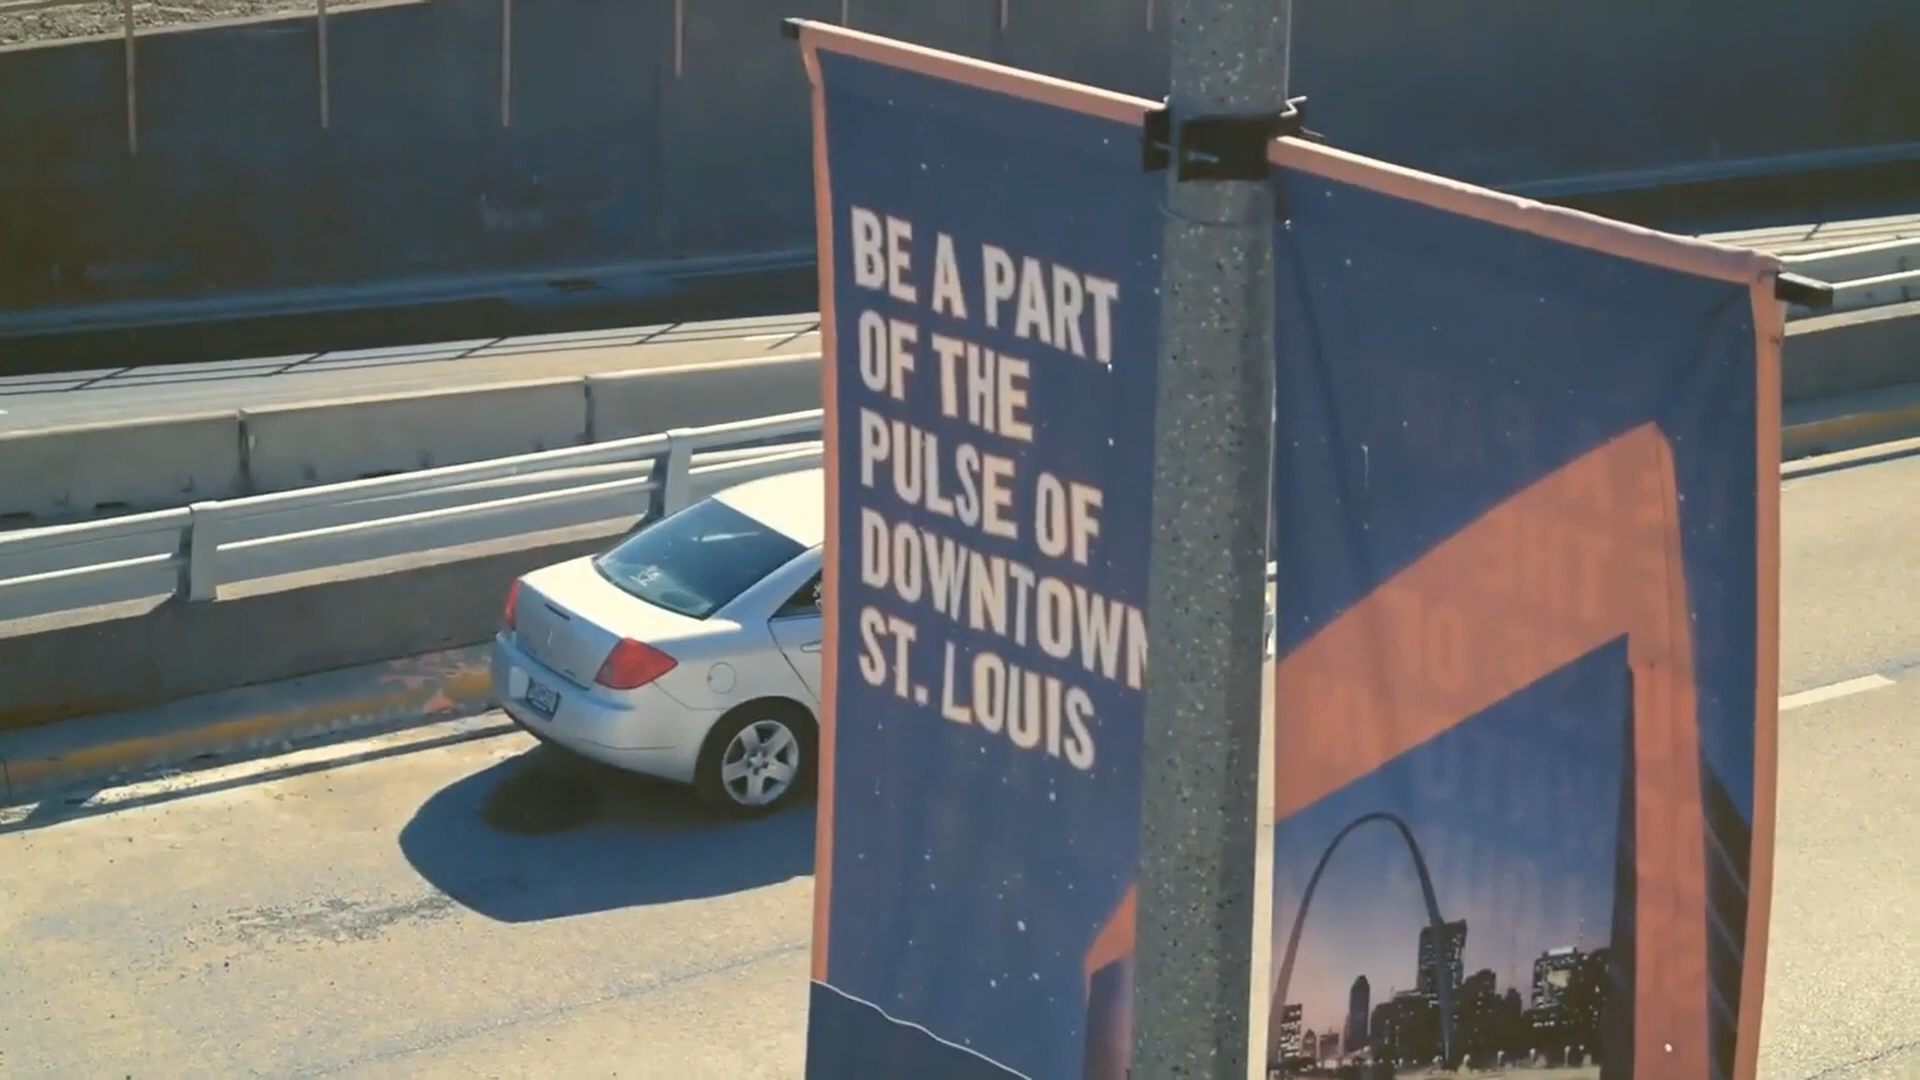 BE A PART
OF THE
PULSE OF
DOWNTOWN
ST. LOUIS